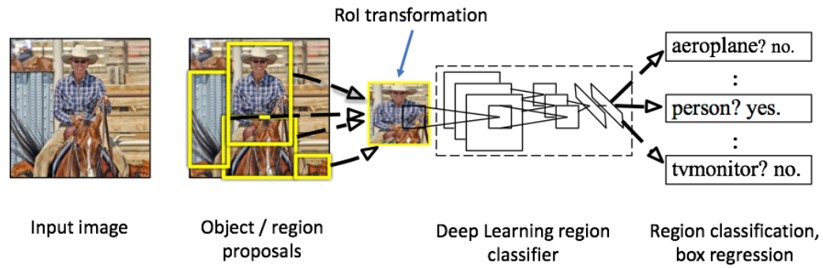 RoI transformation
aeroplane? no.
:
person? yes.
:
tvmonitor? no.
Input image
Object / region
proposals
Deep Learning region
classifier
Region classification,
box regression